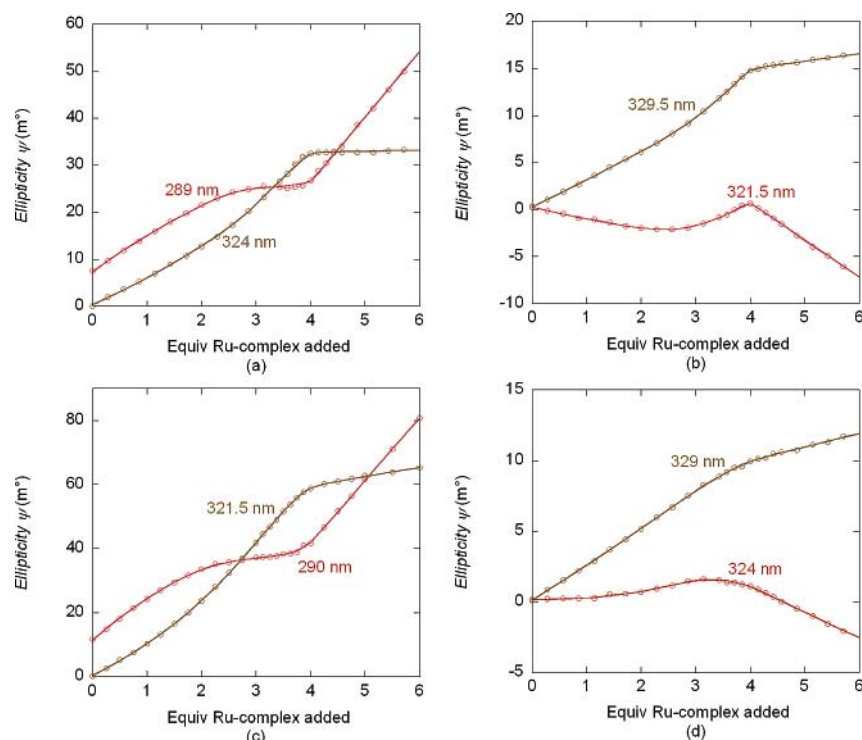 60
50
40
30
20
10
0
Ellipticity ψ (m°)
289 nm
324 nm
0 1 2 3 4 5 6
Equiv Ru-complex added
(a)
20
15
10
5
0
-5
-10
Ellipticity ψ (m°)
329.5 nm
321.5 nm
0 1 2 3 4 5 6
Equiv Ru-complex added
(b)
80
60
40
20
0
Ellipticity ψ (m°)
321.5 nm
290 nm
0 1 2 3 4 5 6
Equiv Ru-complex added
(c)
15
10
5
0
-5
Ellipticity ψ (m°)
329 nm
324 nm
0 1 2 3 4 5 6
Equiv Ru-complex added
(d)